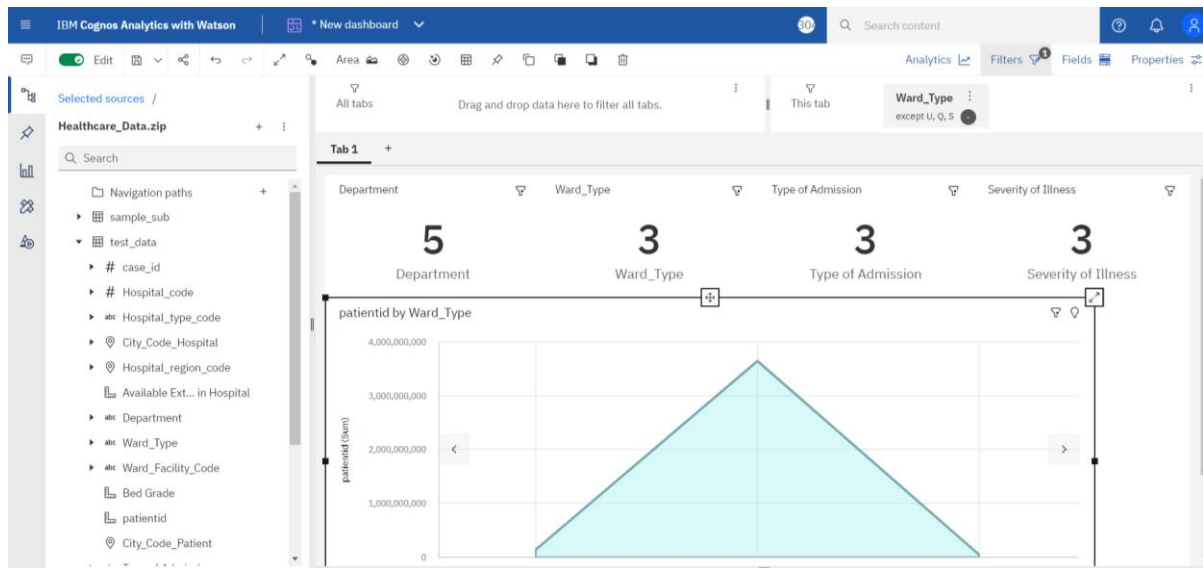 IBM Cognos Analytics with Watson
* New dashboard
Search content
Edit
Area
Analytics
Filters
1
Fields
Properties
Selected sources /
Healthcare_Data.zip
Search
Navigation paths
sample_sub
test_data
# case_id
# Hospital_code
abc Hospital_type_code
City_Code_Hospital
Hospital_region_code
Available Ext... in Hospital
abc Department
abc Ward_Type
abc Ward_Facility_Code
Bed Grade
patientid
City_Code_Patient
All tabs
Drag and drop data here to filter all tabs.
This tab
Ward_Type
except U, Q, S
Tab 1 +
Department
Ward_Type
Type of Admission
Severity of Illness
5
3
3
3
Department
Ward_Type
Type of Admission
Severity of Illness
patientid by Ward_Type
patientid (Sum)
4,000,000,000
3,000,000,000
2,000,000,000
1,000,000,000
0